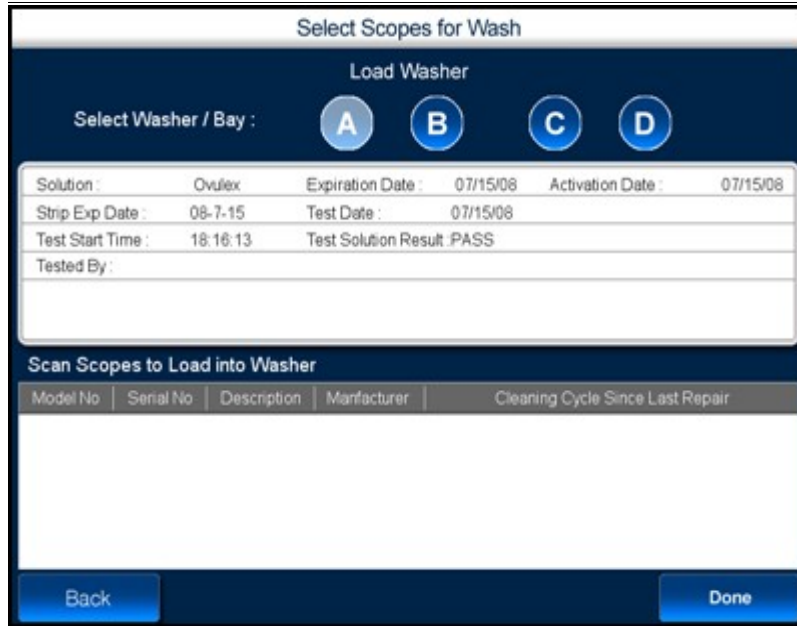 Select Scopes for Wash
Load Washer
Select Washer / Bay : A B C D
Solution : Ovulex Expiration Date : 07/15/08 Activation Date : 07/15/08
Strip Exp Date : 08-7-15 Test Date : 07/15/08
Test Start Time : 18:16:13 Test Solution Result :PASS
Tested By :
Scan Scopes to Load into Washer
Model No Serial No Description Manfacturer Cleaning Cycle Since Last Repair
Back Done